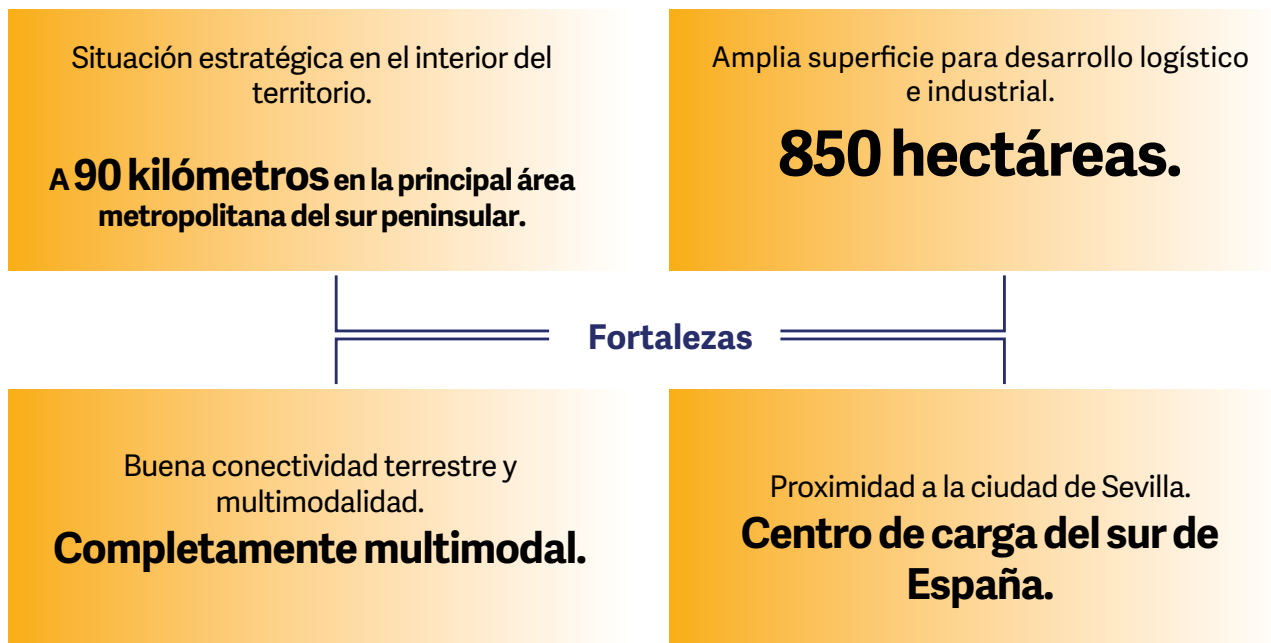 Situación estratégica en el interior del
territorio.
A 90 kilómetros en la principal área
metropolitana del sur peninsular.
Amplia superficie para desarrollo logístico
e industrial.
850 hectáreas.
Fortalezas
Buena conectividad terrestre y
multimodalidad.
Completamente multimodal.
Proximidad a la ciudad de Sevilla.
Centro de carga del sur de
España.